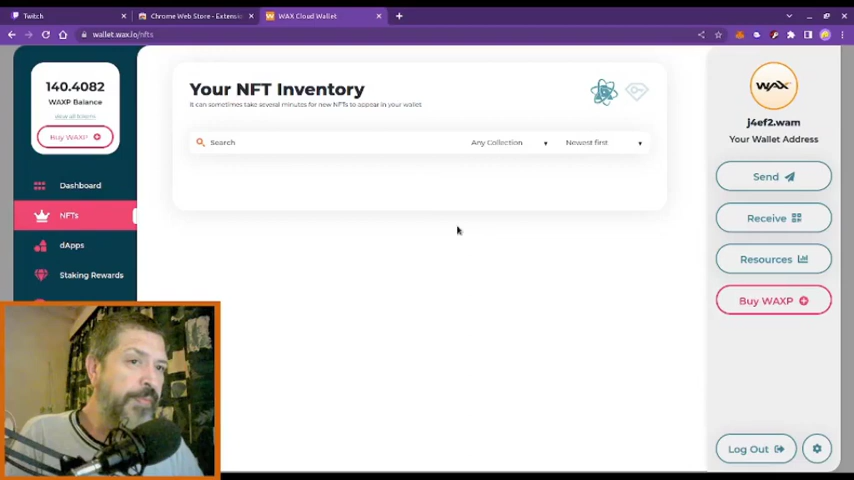 Twitch
Chrome Web Store - Extensio
WAX Cloud Wallet
wallet.wax.io/nfts
140.4082
WAXP Balance
view all tokens
Buy WAXP
Dashboard
NFTs
dApps
Staking Rewards
Your NFT Inventory
It can sometimes take several minutes for new NFTs to appear in your wallet
Search
Any Collection
Newest first
WAX
j4ef2.wam
Your Wallet Address
Send
Receive
Resources
Buy WAXP
Log Out